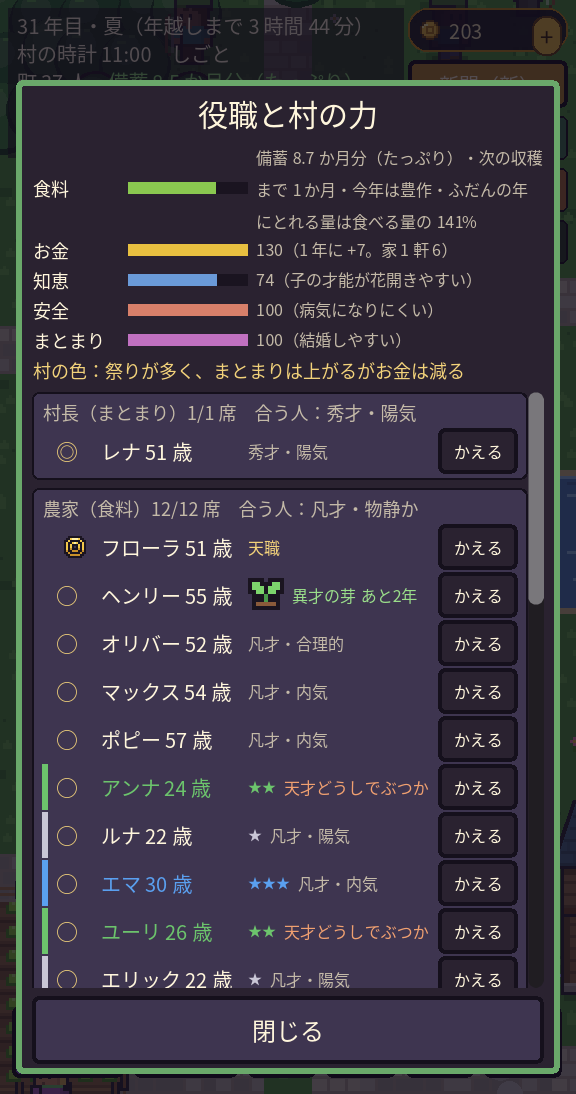 31 年目・夏（年越しまで 3 時間 44 分）
203
+
村の時計 11:00　しごと
役職と村の力
食料
備蓄 8.7 か月分（たっぷり）・次の収穫
まで 1 か月・今年は豊作・ふだんの年
にとれる量は食べる量の 141%
お金 130（1 年に +7。家 1 軒 6）
知恵 74（子の才能が花開きやすい）
安全 100（病気になりにくい）
まとまり 100（結婚しやすい）
村の色：祭りが多く、まとまりは上がるがお金は減る
村長（まとまり）1/1 席　合う人：秀才・陽気
◎ レナ 51 歳 秀才・陽気 かえる
農家（食料）12/12 席　合う人：凡才・物静か
フローラ 51 歳 天職 かえる
○ ヘンリー 55 歳 異才の芽 あと2年 かえる
○ オリバー 52 歳 凡才・合理的 かえる
○ マックス 54 歳 凡才・内気 かえる
○ ポピー 57 歳 凡才・内気 かえる
○ アンナ 24 歳 ★★ 天才どうしでぶつか かえる
○ ルナ 22 歳 ★ 凡才・陽気 かえる
○ エマ 30 歳 ★★★ 凡才・内気 かえる
○ ユーリ 26 歳 ★★ 天才どうしでぶつか かえる
○ エリック 22 歳 ★ 凡才・陽気 かえる
閉じる